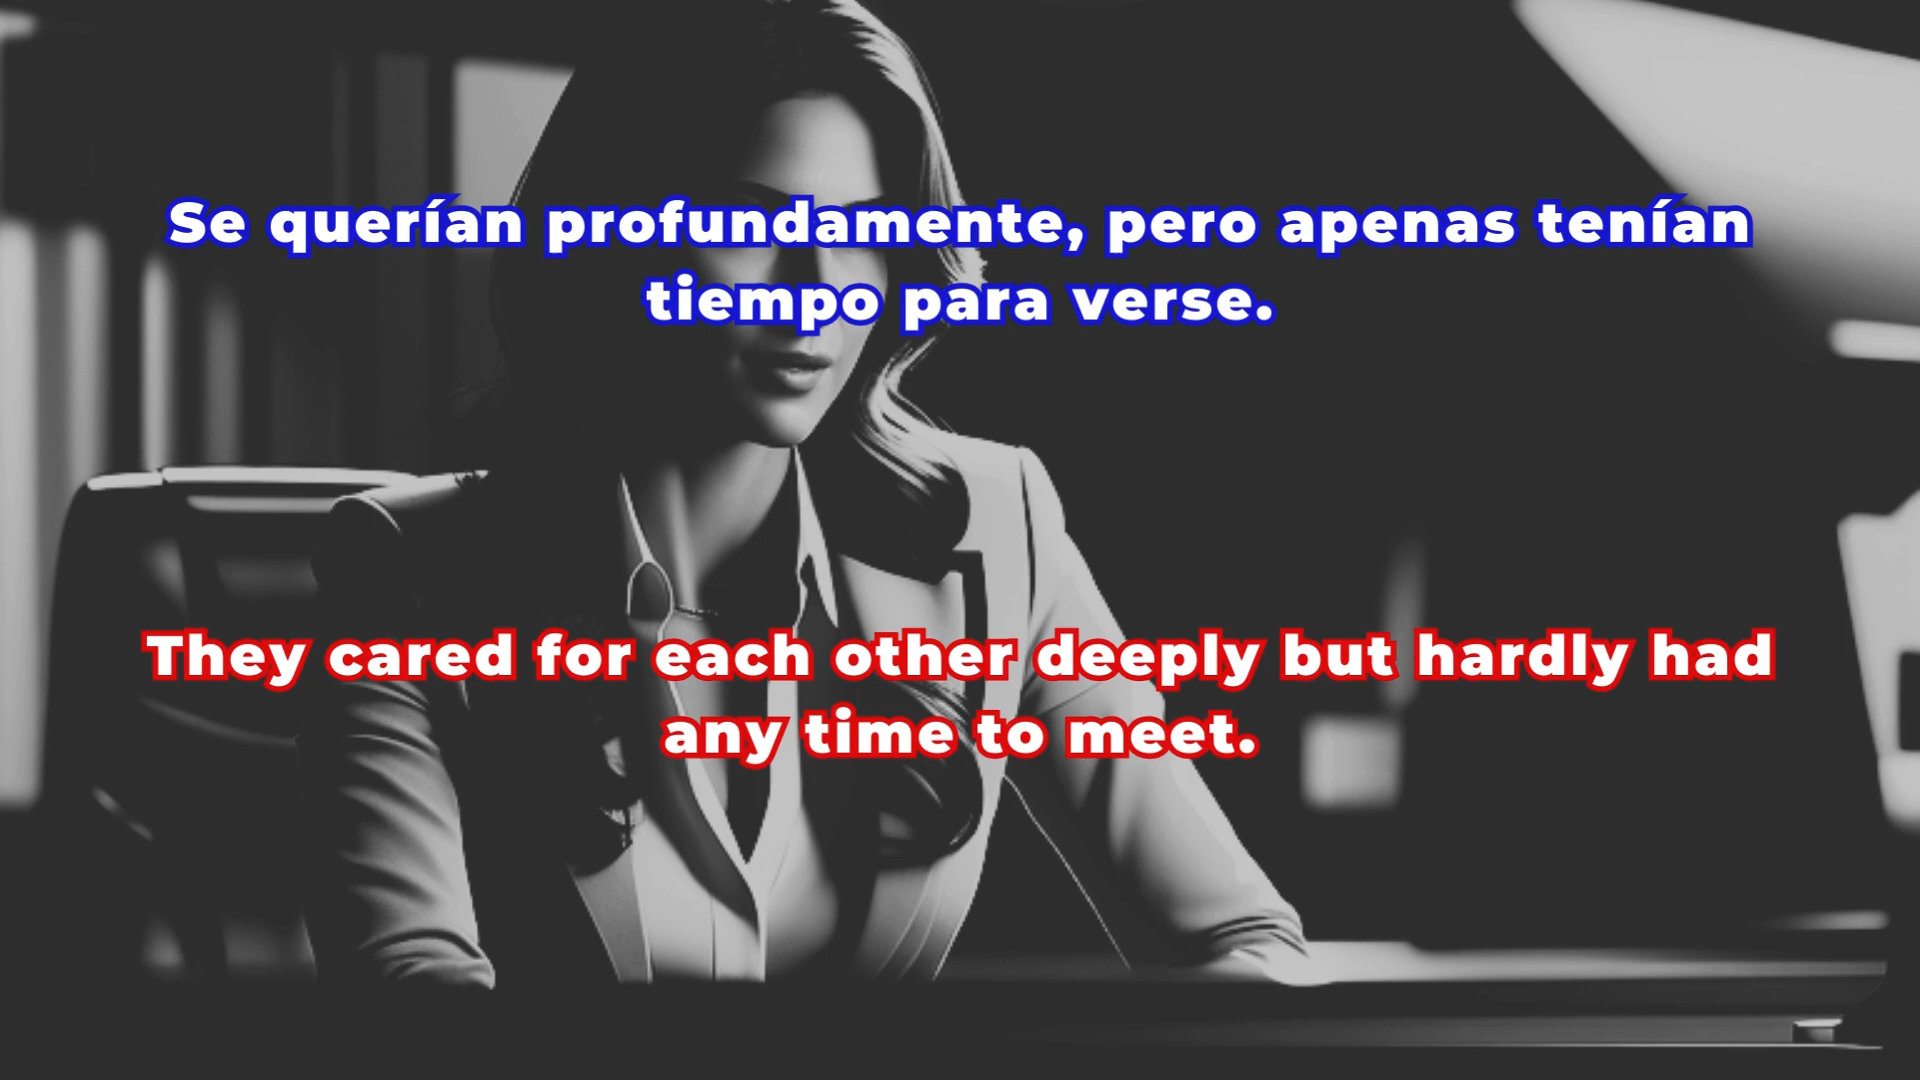 Se querían profundamente, pero apenas tenían
tiempo para verse.
They cared for each other deeply but hardly had
any time to meet.